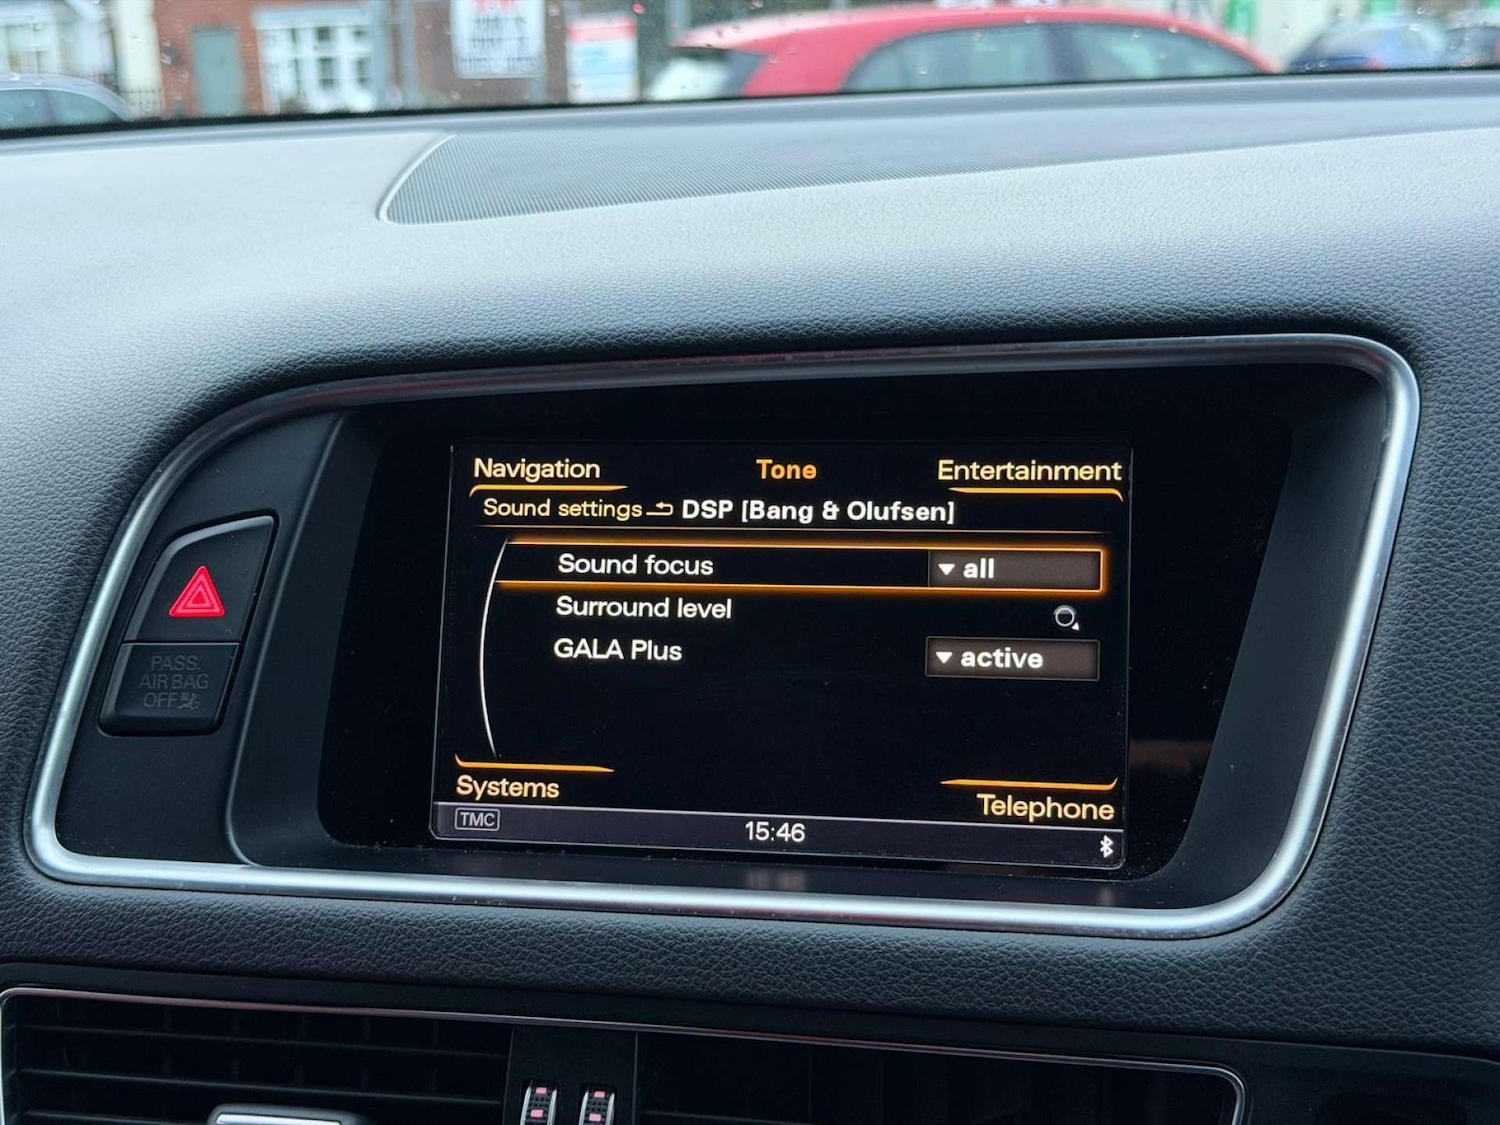 Navigation
Tone
Entertainment
Sound settings DSP [Bang & Olufsen]
Sound focus
all
Surround level
GALA Plus
active
Systems
Telephone
TMC
15:46
PASS.
AIR BAG
OFF